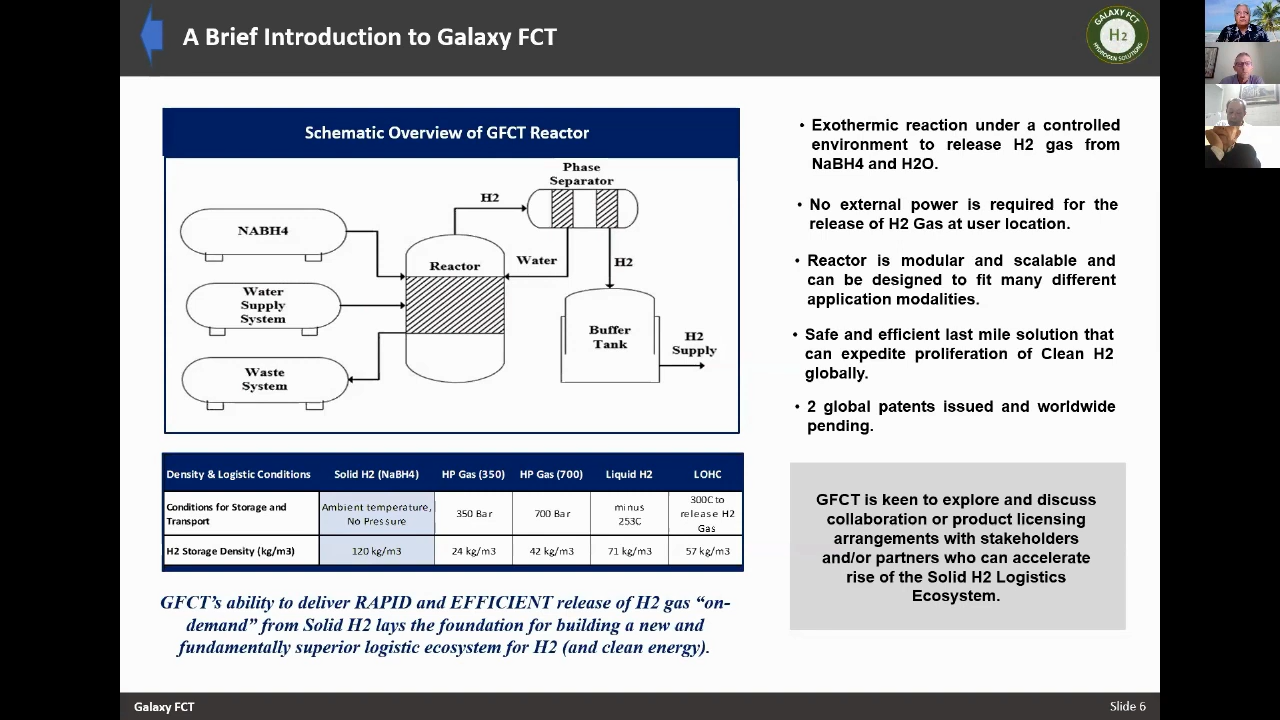 A Brief Introduction to Galaxy FCT
GALAXY FCT
H2
HYDROGEN SOLUTIONS
Schematic Overview of GFCT Reactor
Phase
Separator
H2
NABH4
Reactor
Water
H2
Water
Supply
System
Buffer
Tank
H2
Supply
Waste
System
Density & Logistic Conditions Solid H2 (NaBH4) HP Gas (350) HP Gas (700) Liquid H2 LOHC
Conditions for Storage and
Transport
Ambient temperature,
No Pressure
350 Bar
700 Bar
minus
253C
300C to
release H2
Gas
H2 Storage Density (kg/m3) 120 kg/m3 24 kg/m3 42 kg/m3 71 kg/m3 57 kg/m3
GFCT's ability to deliver RAPID and EFFICIENT release of H2 gas “on-
demand” from Solid H2 lays the foundation for building a new and
fundamentally superior logistic ecosystem for H2 (and clean energy).
• Exothermic reaction under a controlled
environment to release H2 gas from
NaBH4 and H2O.
• No external power is required for the
release of H2 Gas at user location.
• Reactor is modular and scalable and
can be designed to fit many different
application modalities.
• Safe and efficient last mile solution that
can expedite proliferation of Clean H2
globally.
• 2 global patents issued and worldwide
pending.
GFCT is keen to explore and discuss
collaboration or product licensing
arrangements with stakeholders
and/or partners who can accelerate
rise of the Solid H2 Logistics
Ecosystem.
Galaxy FCT
Slide 6